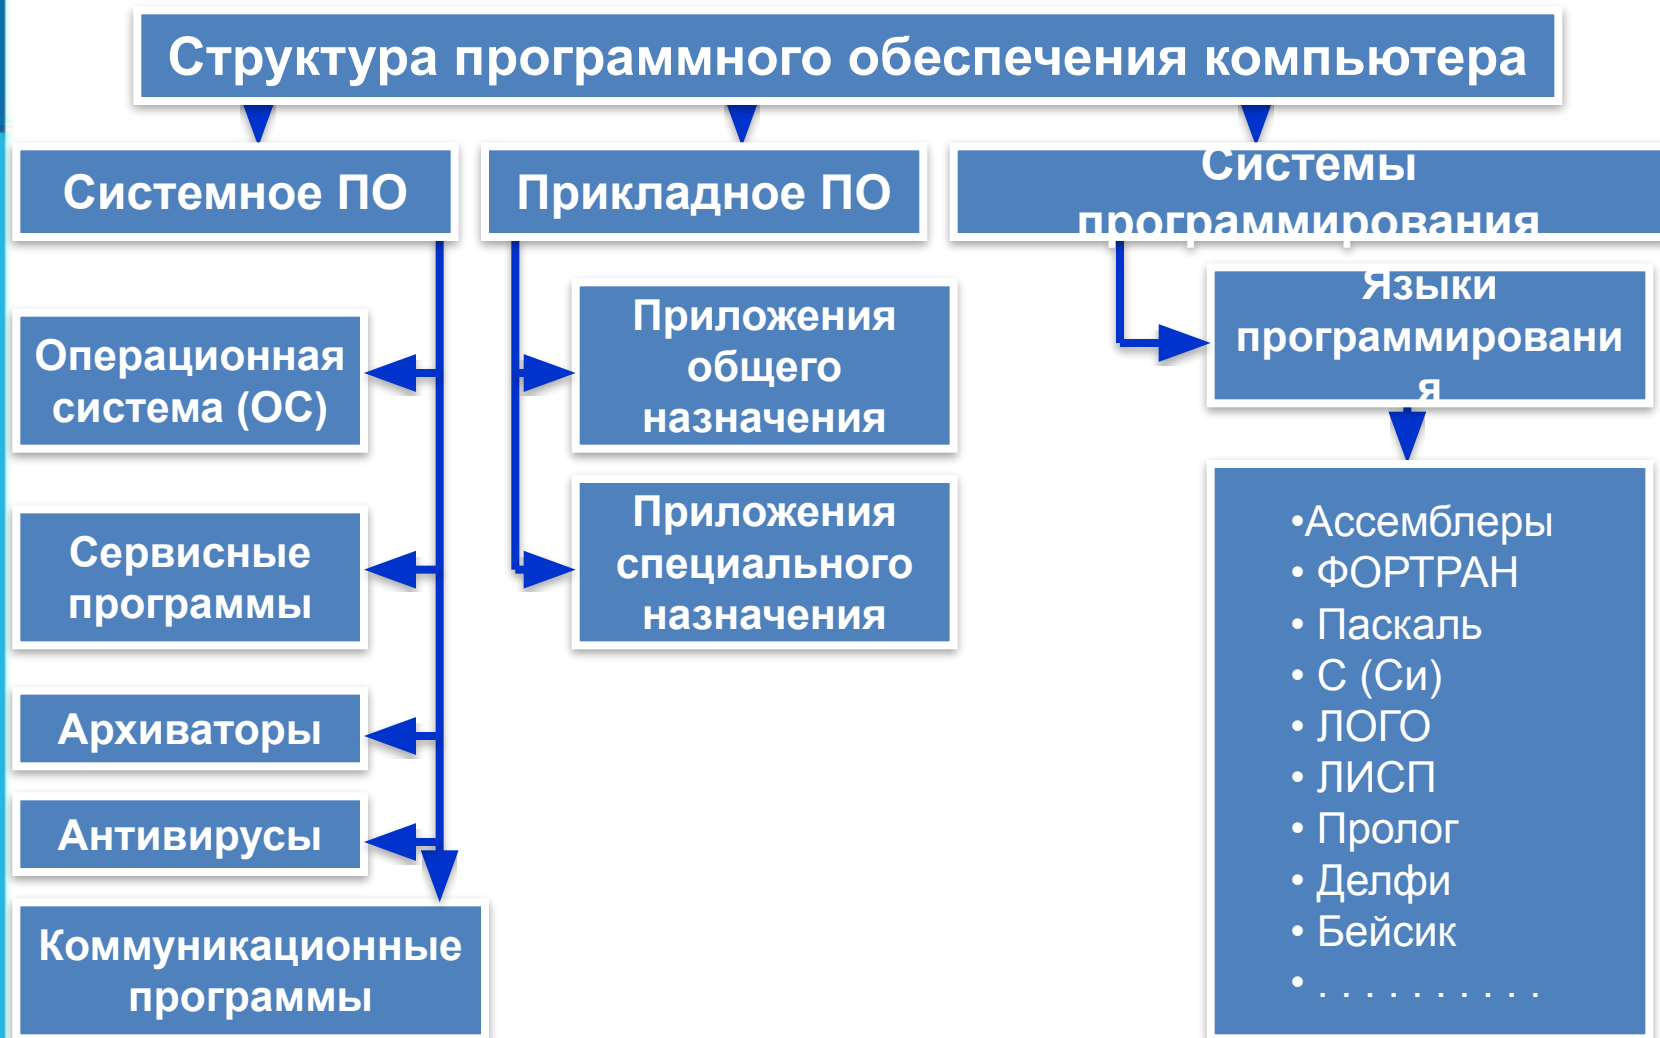 Структура программного обеспечения компьютера
Системное ПО
Прикладное ПО
Системы
программирования
Операционная
система (ОС)
Сервисные
программы
Архиваторы
Антивирусы
Коммуникационные
программы
Приложения
общего
назначения
Приложения
специального
назначения
Языки
программировани
я
•Ассемблеры
• ФОРТРАН
• Паскаль
• С (Си)
• ЛОГО
• ЛИСП
• Пролог
• Делфи
• Бейсик
• . . . . . . . . . .